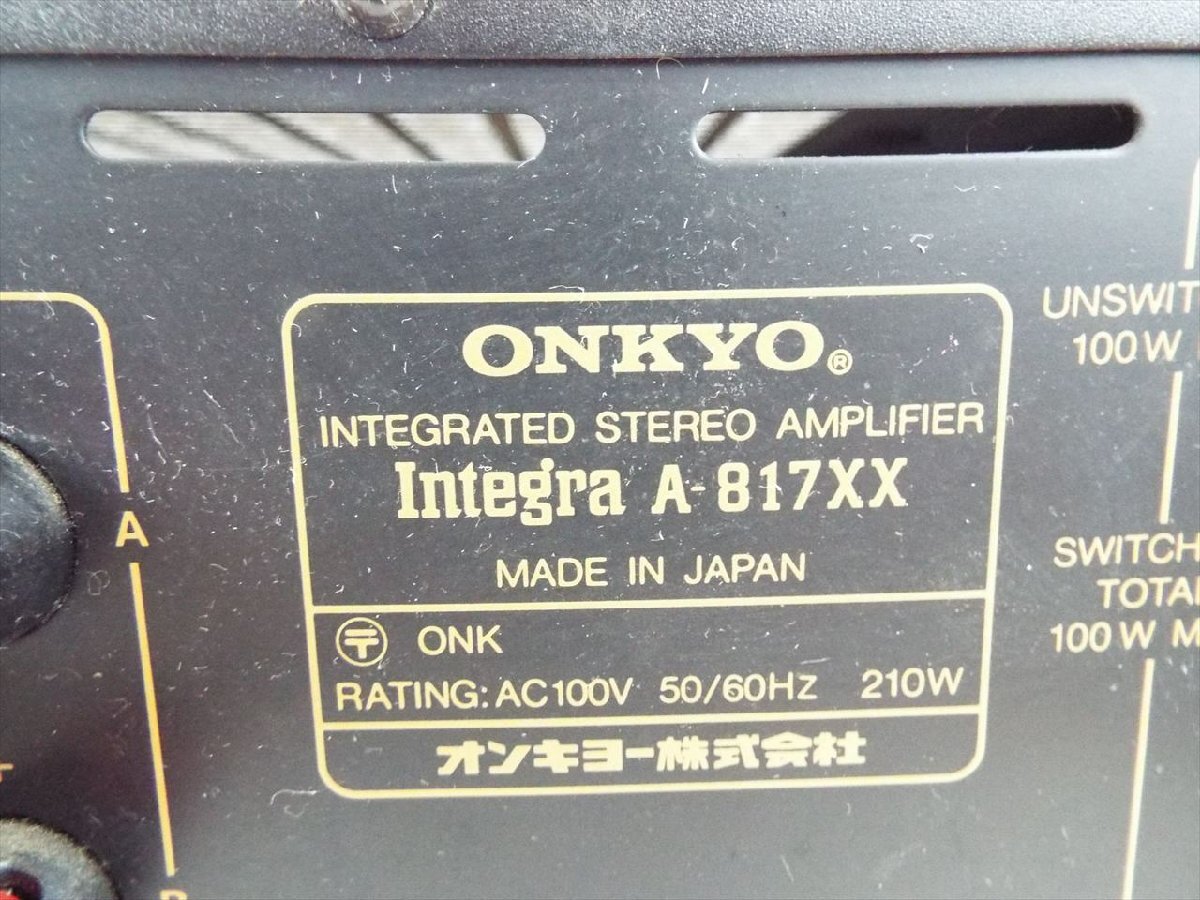 ONKYO®
INTEGRATED STEREO AMPLIFIER
Integra A-817XX
MADE IN JAPAN
〶 ONK
RATING: AC100V 50/60HZ 210W
オンキヨー株式会社
A
UNSWIT
100W
SWITCH
TOTA
100W M